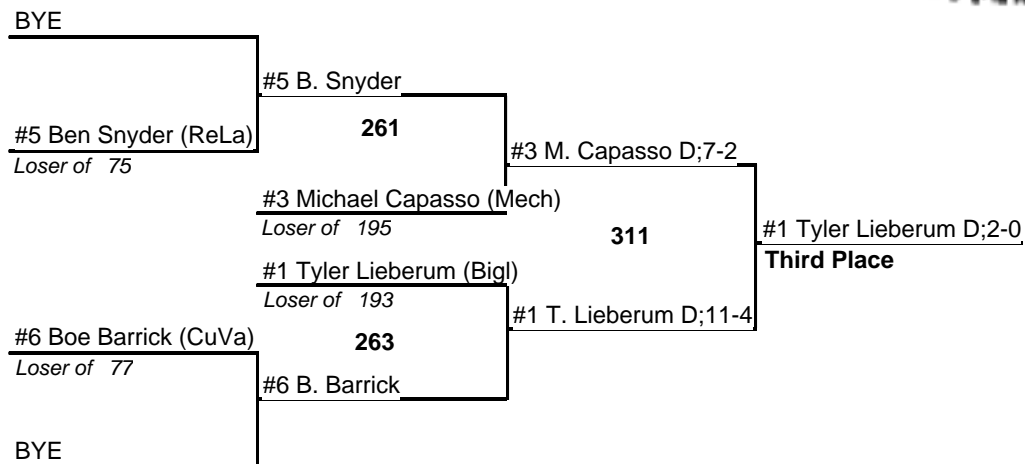 BYE
#5 B. Snyder
261
#5 Ben Snyder (ReLa)
Loser of 75
#3 M. Capasso D;7-2
#3 Michael Capasso (Mech)
Loser of 195
311
#1 Tyler Lieberum D;2-0
Third Place
#1 Tyler Lieberum (Bigl)
Loser of 193
#1 T. Lieberum D;11-4
#6 Boe Barrick (CuVa)
Loser of 77
263
#6 B. Barrick
BYE